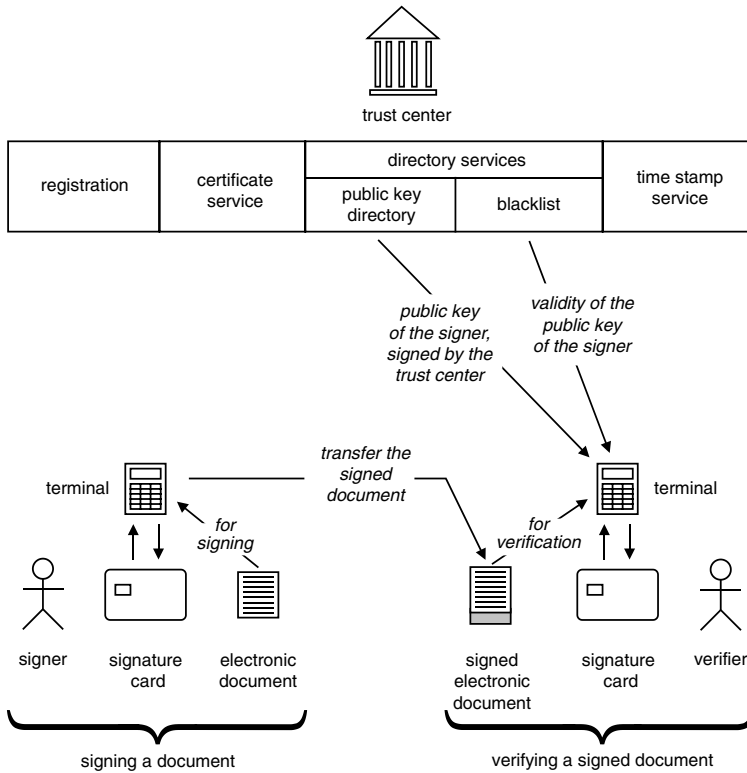 trust center
directory services
registration
certificate
service
public key
directory
blacklist
time stamp
service
public key
of the signer,
signed by the
trust center
validity of the
public key
of the signer
transfer the
signed
document
terminal
terminal
for
signing
for
verification
signer
signature
card
electronic
document
signed
electronic
document
signature
card
verifier
signing a document
verifying a signed document